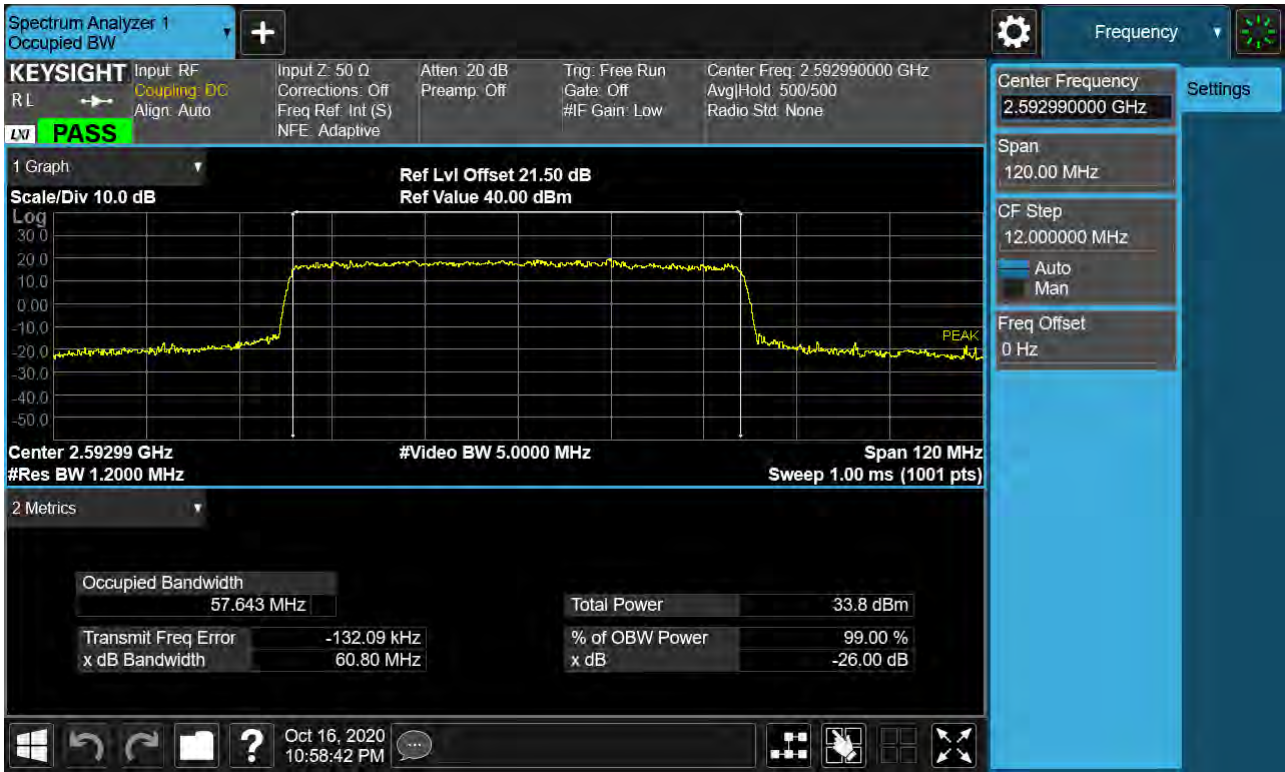 Spectrum Analyzer 1
Occupied BW
+
Frequency
KEYSIGHT
R L
LXI
PASS
Input: RF
Coupling: DC
Align: Auto
Input Z: 50 Ω
Corrections: Off
Freq Ref: Int (S)
NFE: Adaptive
Atten: 20 dB
Preamp: Off
Trig: Free Run
Gate: Off
#IF Gain: Low
Center Freq: 2.592990000 GHz
Avg|Hold: 500/500
Radio Std: None
Center Frequency
2.592990000 GHz
Settings
Span
120.00 MHz
CF Step
12.000000 MHz
Auto
Man
Freq Offset
0 Hz
1 Graph
Scale/Div 10.0 dB
Ref Lvl Offset 21.50 dB
Ref Value 40.00 dBm
Log
30.0
20.0
10.0
0.00
-10.0
-20.0
-30.0
-40.0
-50.0
PEAK
Center 2.59299 GHz
#Video BW 5.0000 MHz
Span 120 MHz
#Res BW 1.2000 MHz
Sweep 1.00 ms (1001 pts)
2 Metrics
Occupied Bandwidth
57.643 MHz
Total Power 33.8 dBm
Transmit Freq Error -132.09 kHz
% of OBW Power 99.00 %
x dB Bandwidth 60.80 MHz
x dB -26.00 dB
?
Oct 16, 2020
10:58:42 PM